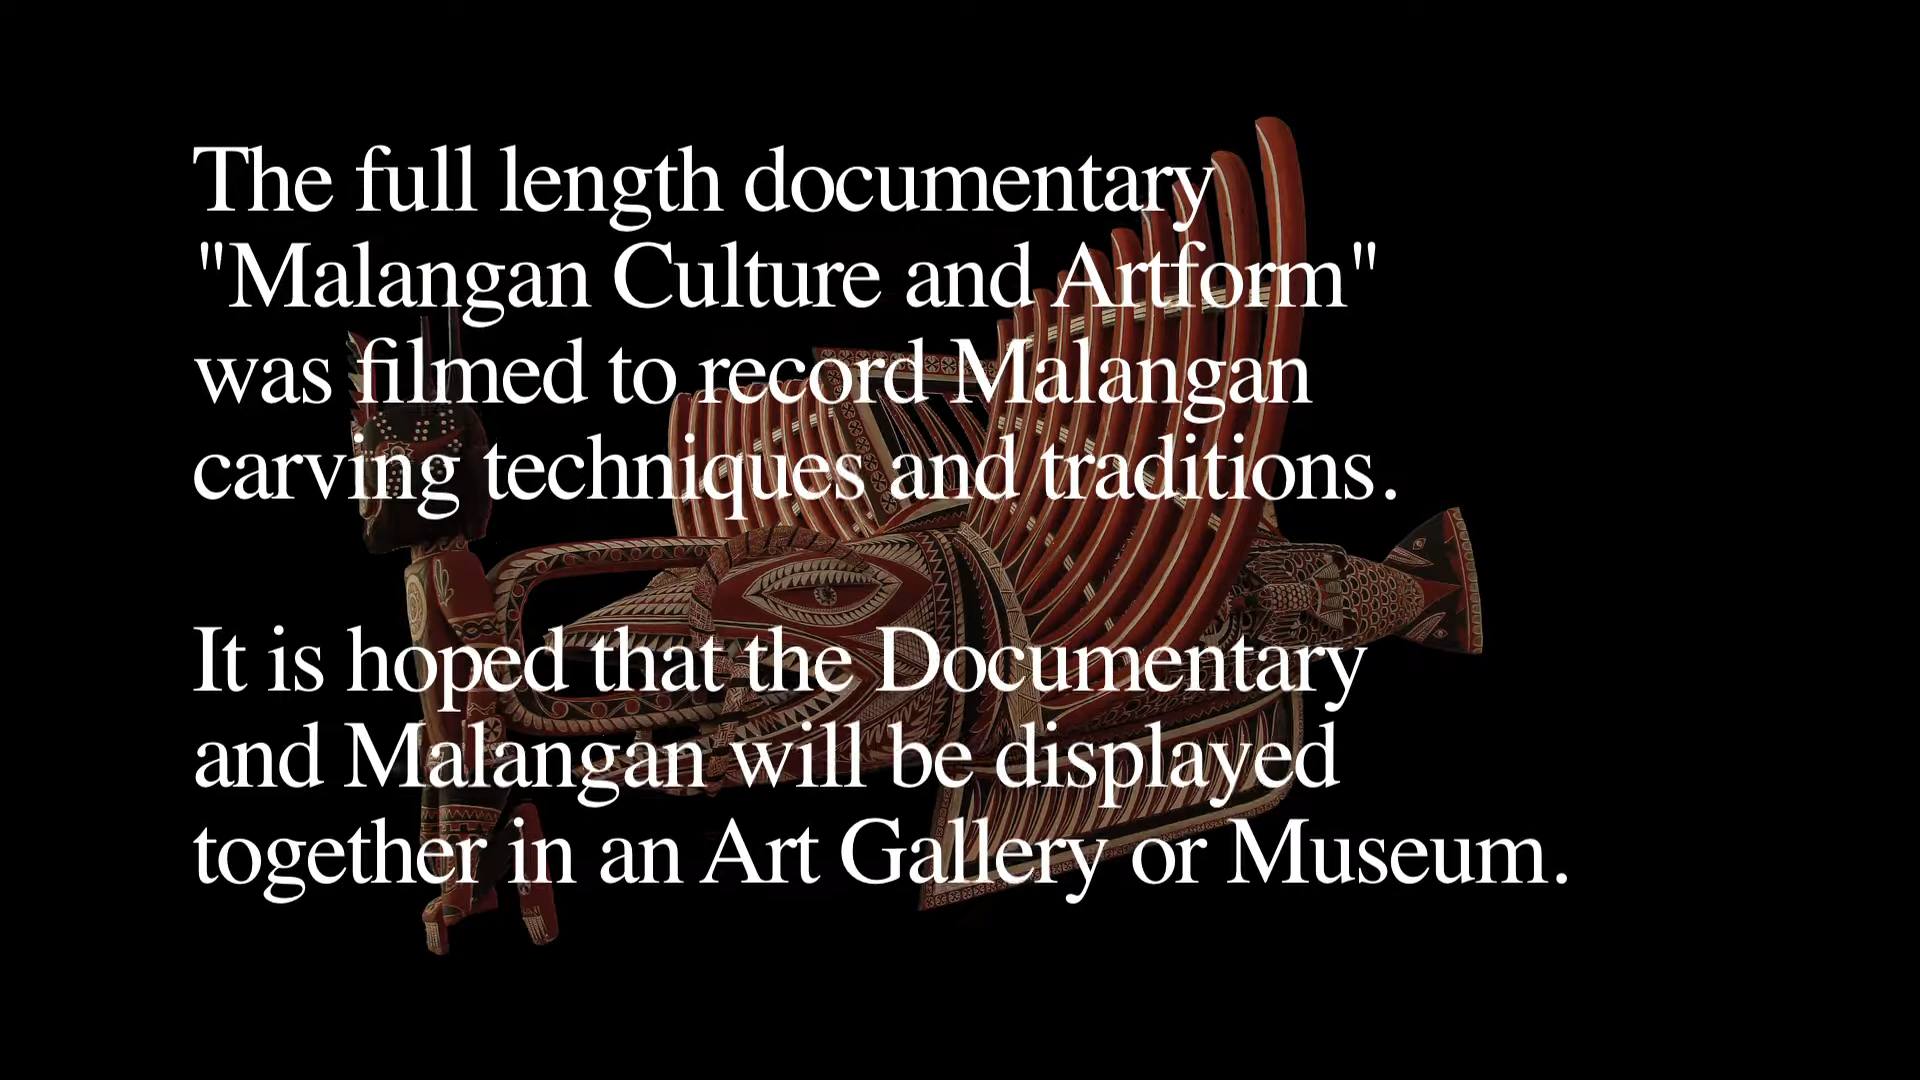 The full length documentary
"Malangan Culture and Artform"
was filmed to record Malangan
carving techniques and traditions.
It is hoped that the Documentary
and Malangan will be displayed
together in an Art Gallery or Museum.